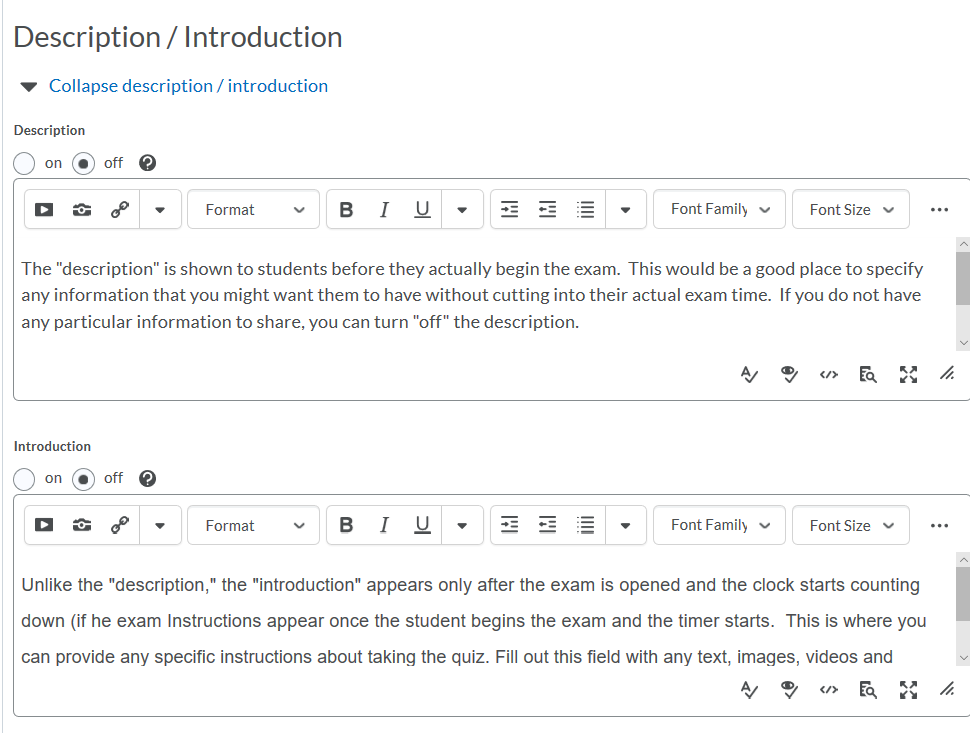 Description / Introduction
Collapse description / introduction
Description
on off
Format B I U Font Family Font Size
The "description" is shown to students before they actually begin the exam.  This would be a good place to specify
any information that you might want them to have without cutting into their actual exam time.  If you do not have
any particular information to share, you can turn "off" the description.
Introduction
on off
Format B I U Font Family Font Size
Unlike the "description," the "introduction" appears only after the exam is opened and the clock starts counting
down (if he exam Instructions appear once the student begins the exam and the timer starts.  This is where you
can provide any specific instructions about taking the quiz. Fill out this field with any text, images, videos and